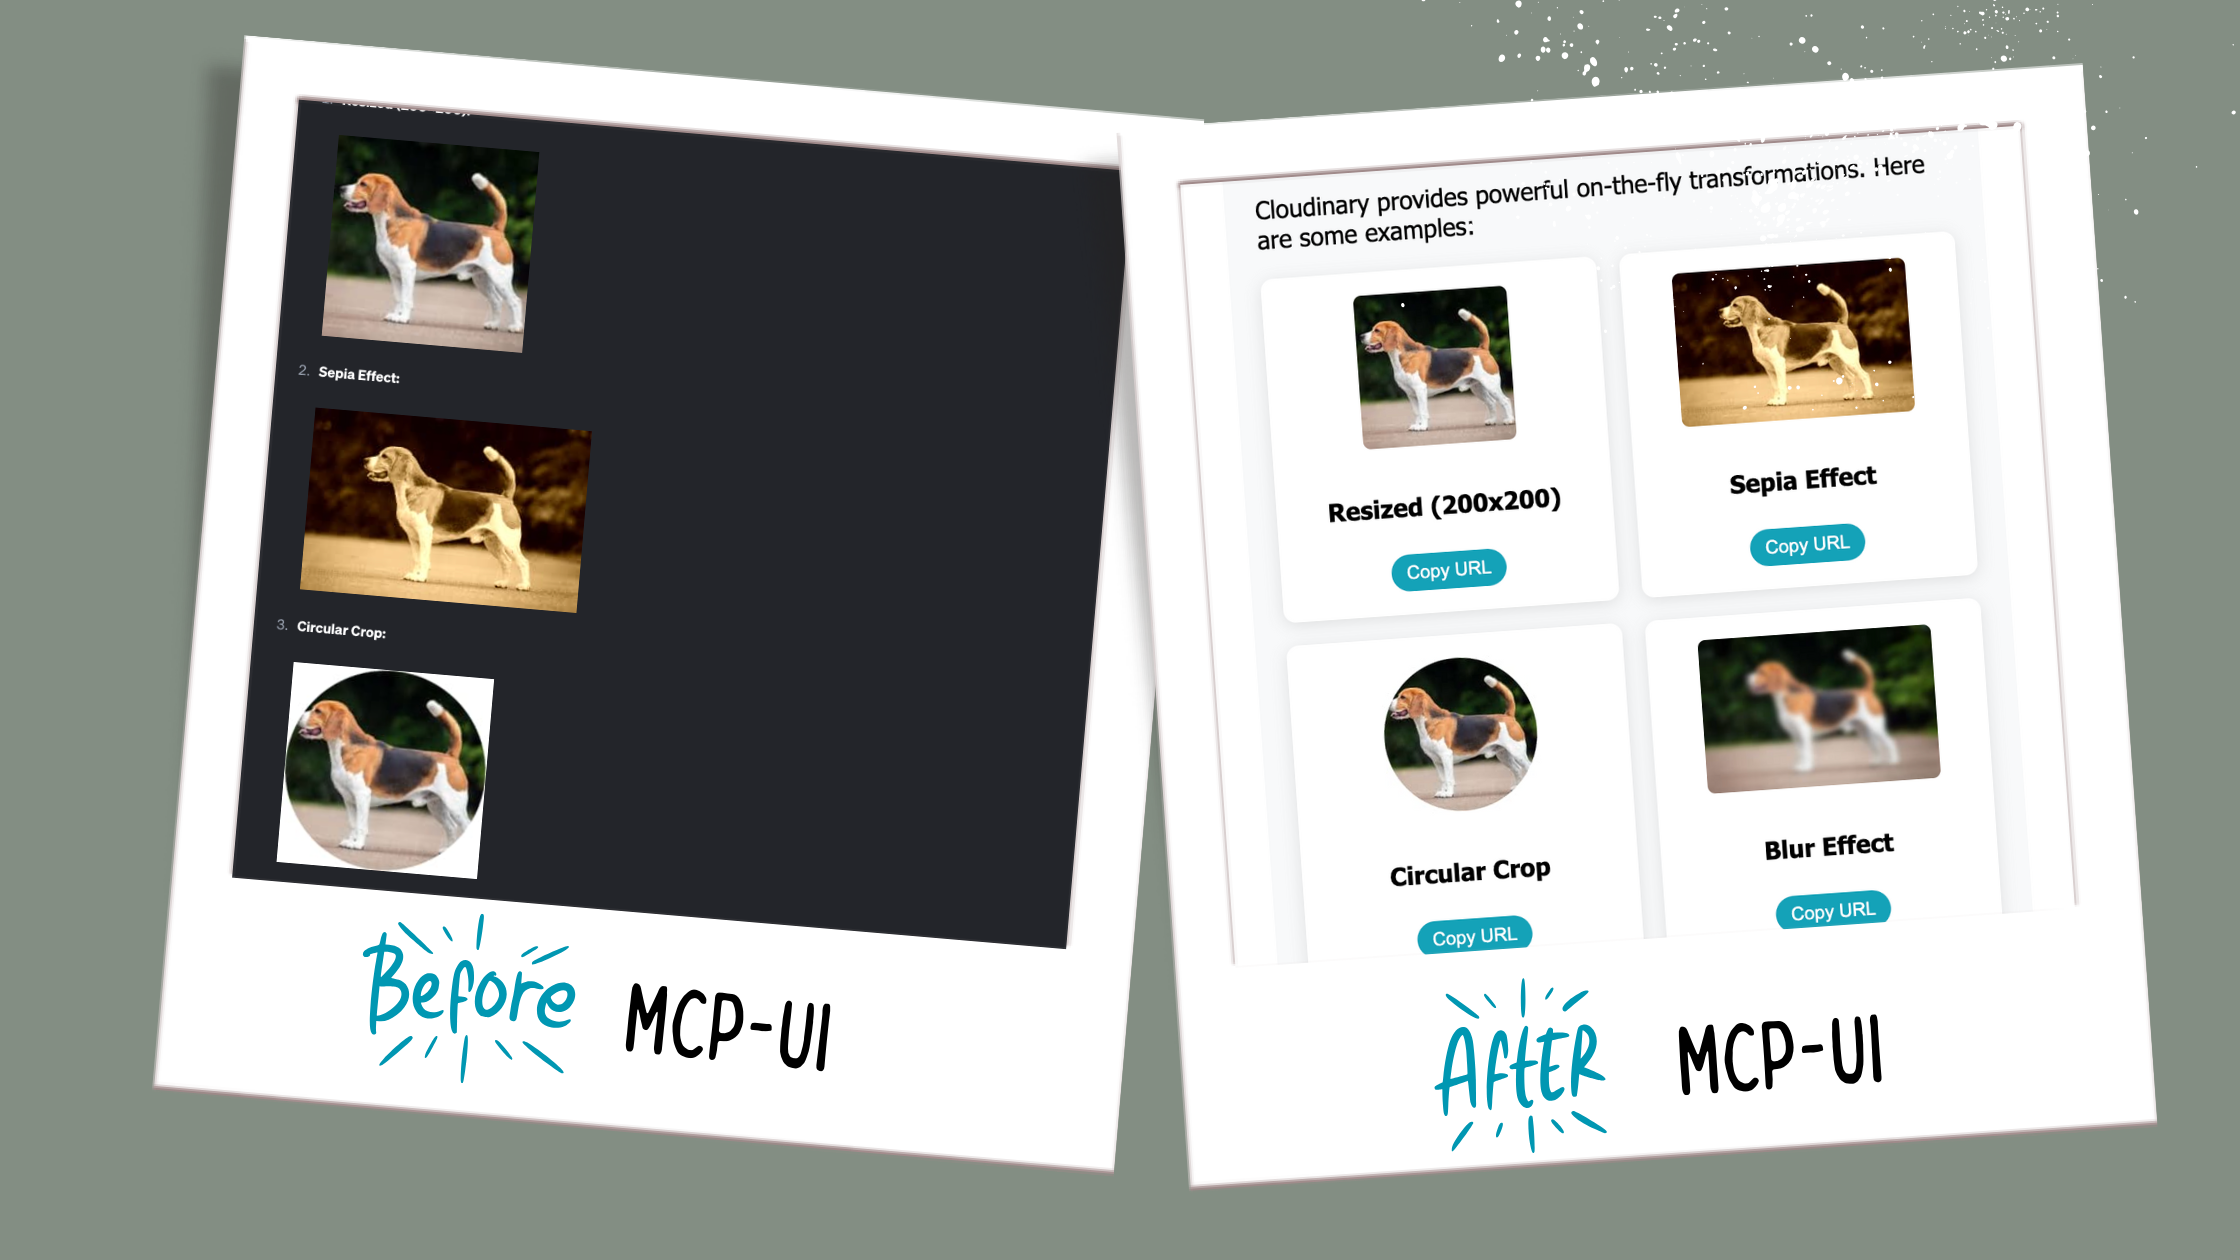 2. Sepia Effect:
3. Circular Crop:
Before MCP-UI
Cloudinary provides powerful on-the-fly transformations. Here
are some examples:
Resized (200x200)
Copy URL
Sepia Effect
Copy URL
Circular Crop
Copy URL
Blur Effect
Copy URL
AftER MCP-UI